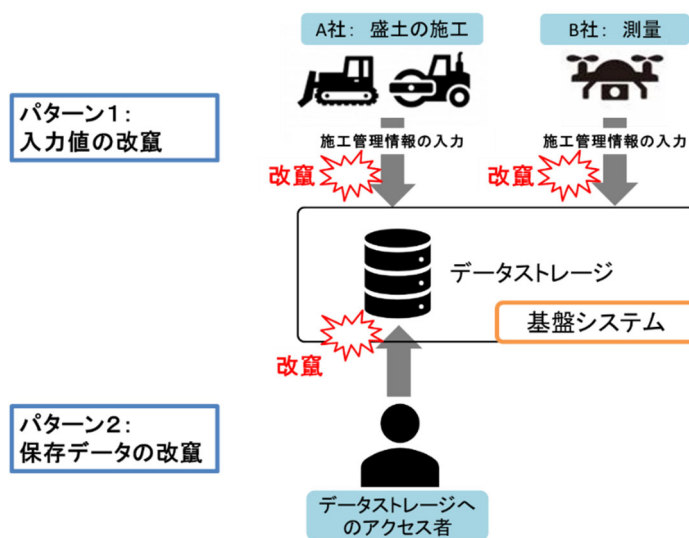 A社： 盛土の施工
B社： 測量
パターン１：
入力値の改竄
施工管理情報の入力
施工管理情報の入力
改竄
改竄
データストレージ
基盤システム
改竄
パターン２：
保存データの改竄
データストレージへ
のアクセス者